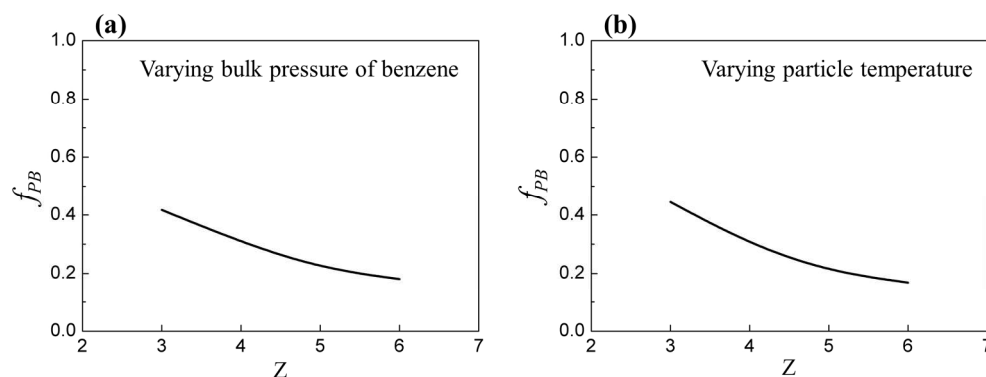 (a)
Varying bulk pressure of benzene
1.0
0.8
0.6
0.4
0.2
0.0
2 3 4 5 6 7
f_PB
Z
(b)
Varying particle temperature
1.0
0.8
0.6
0.4
0.2
0.0
2 3 4 5 6 7
f_PB
Z